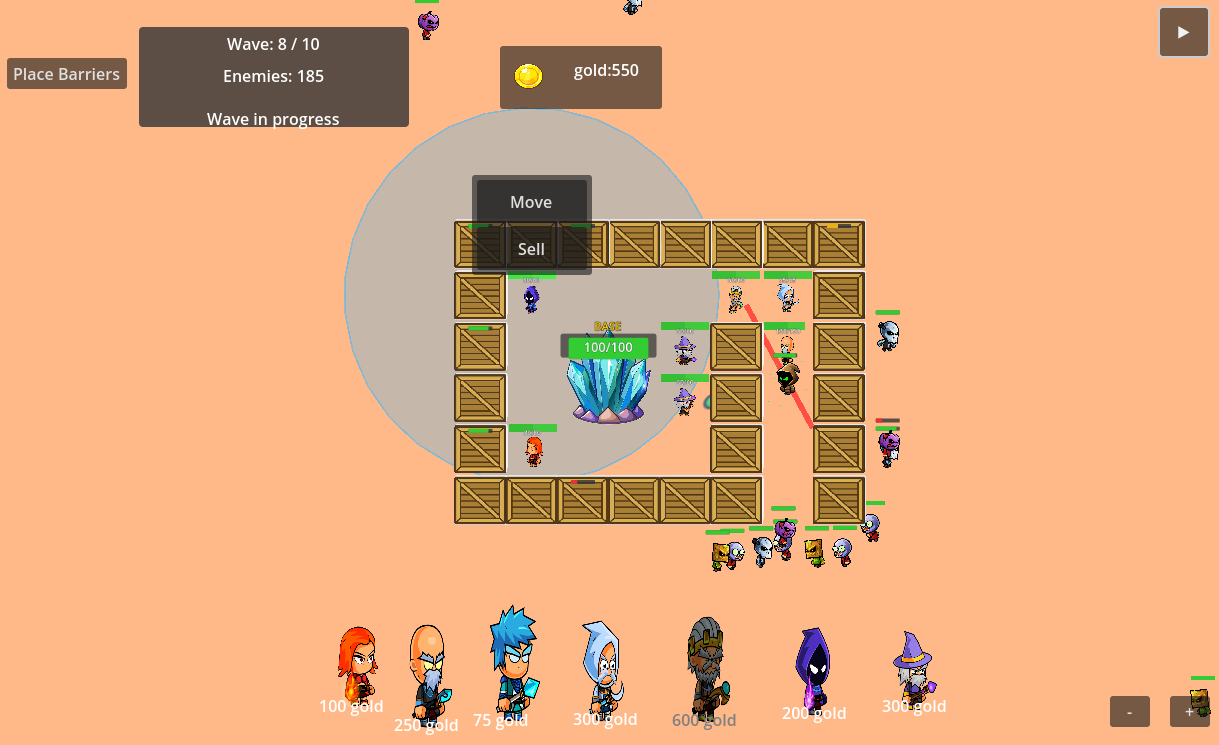 Wave: 8 / 10
Place Barriers
Enemies: 185
Wave in progress
gold:550
Move
Sell
BASE
100/100
100 gold
250 gold
75 gold
300 gold
600 gold
200 gold
300 gold
-
+